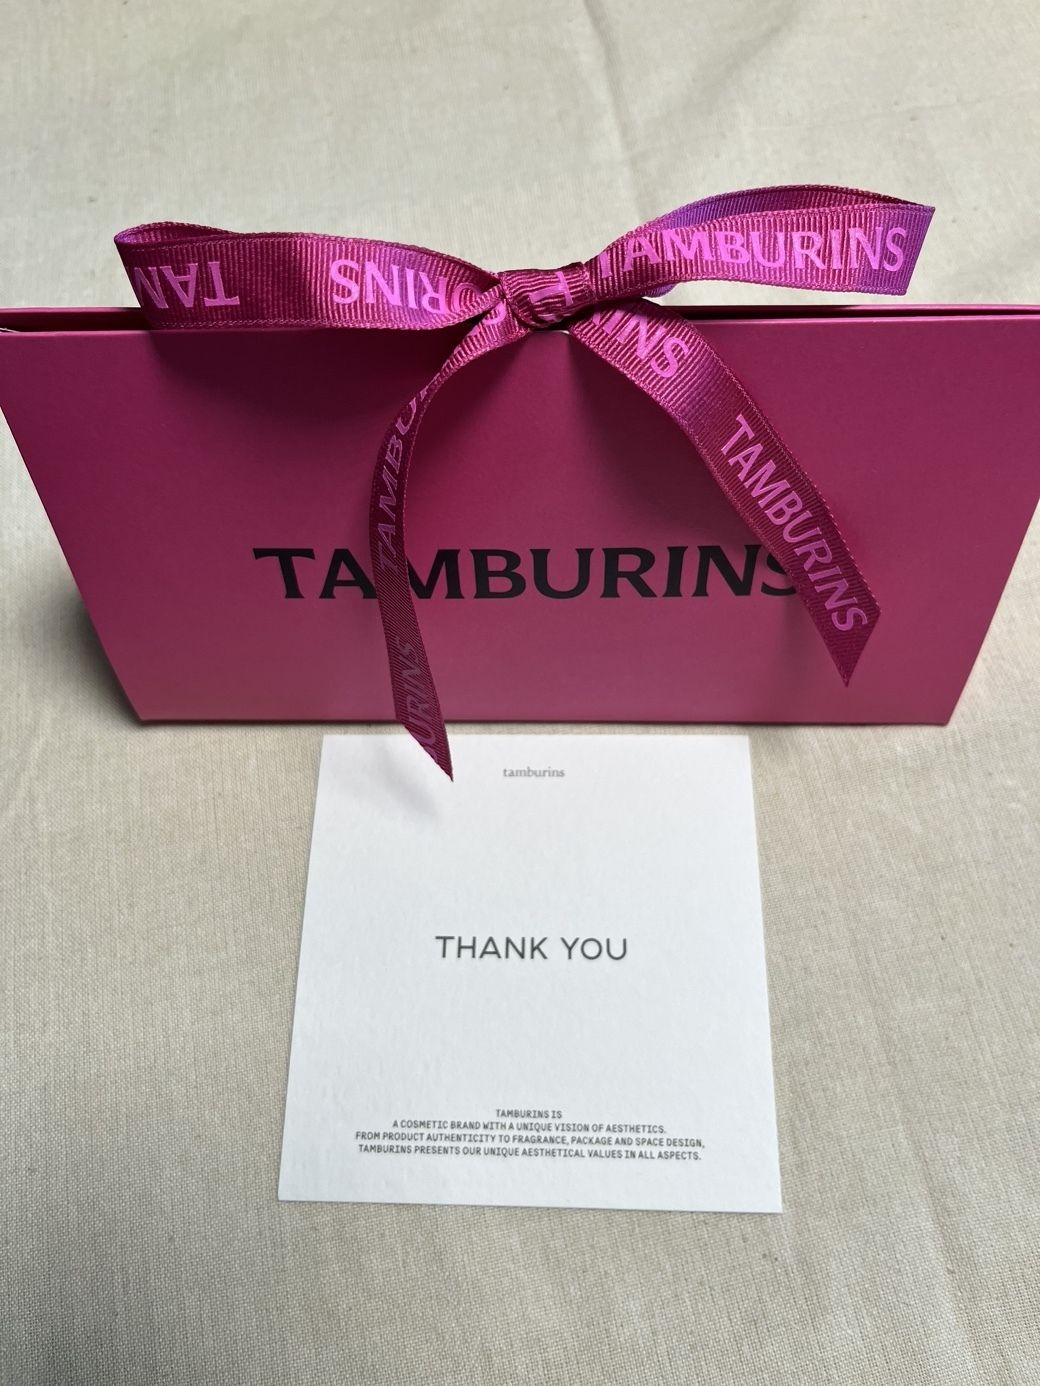 TAMBURINS
TAMBURINS
TAMBURINS
TAMBURINS
tamburins
THANK YOU
TAMBURINS IS
A COSMETIC BRAND WITH A UNIQUE VISION OF AESTHETICS.
FROM PRODUCT AUTHENTICITY TO FRAGRANCE, PACKAGE AND SPACE DESIGN,
TAMBURINS PRESENTS OUR UNIQUE AESTHETICAL VALUES IN ALL ASPECTS.